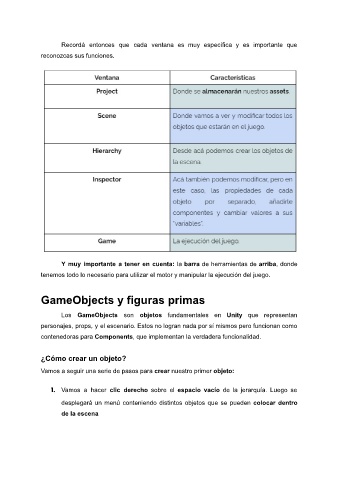 Recordá entonces que cada ventana es muy específica y es importante que
reconozcas sus funciones.
Ventana Características
Project Donde se almacenarán nuestros assets
Scene Donde vamos a ver y modificar todos los
objetos que estarán en el juego.
Hierarchy Desde acá podemos crear los objetos de
la escena.
Inspector Acá también podemos modificar, pero en
este caso, las propiedades de cada
objeto por separado, añadirle
componentes y cambiar valores a sus
"variables".
Game La ejecución del juego.
Y muy importante a tener en cuenta: la barra de herramientas de arriba, donde
tenemos todo lo necesario para utilizar el motor y manipular la ejecución del juego.
GameObjects y figuras primas
Los GameObjects son objetos fundamentales en Unity que representan
personajes, props, y el escenario. Estos no logran nada por sí mismos pero funcionan como
contenedoras para Components, que implementan la verdadera funcionalidad.
¿Cómo crear un objeto?
Vamos a seguir una serie de pasos para crear nuestro primer objeto:
1. Vamos a hacer clic derecho sobre el espacio vacío de la jerarquía. Luego se
desplegará un menú conteniendo distintos objetos que se pueden colocar dentro
de la escena